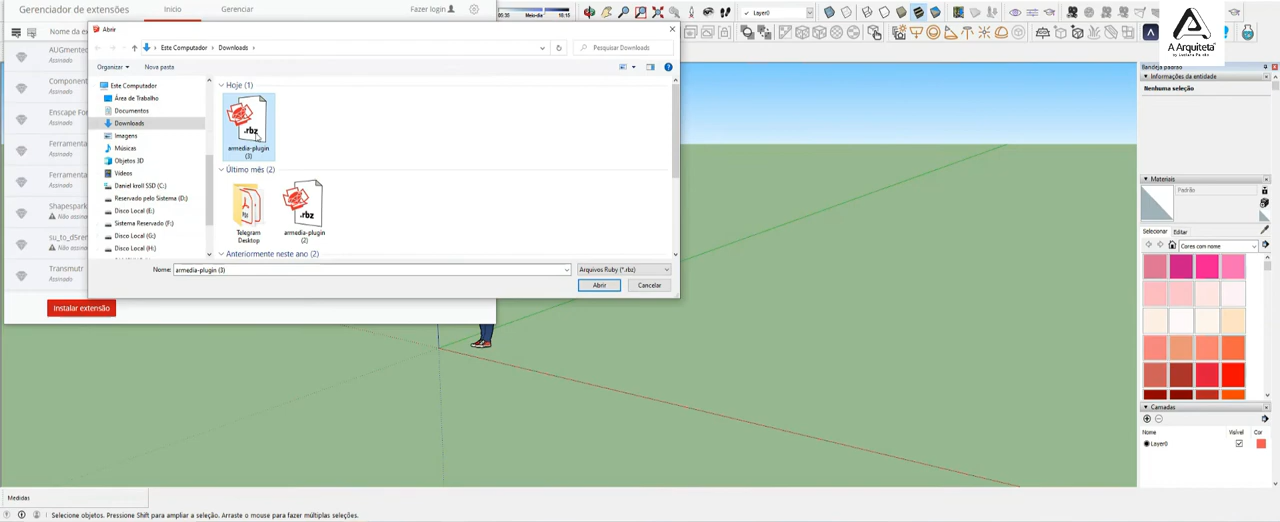 Gerenciador de extensões
Início
Gerenciar
Fazer login
Nome da ex
AUGmente
Assinado
Component
Assinado
Enscape For
Assinado
Ferramenta
Assinado
Ferramenta
Assinado
Shapespark
Não assina
su_to_d5ren
Não assina
Transmutr
Assinado
Instalar extensão
Abrir
Este Computador > Downloads >
Pesquisar Downloads
Organizar
Nova pasta
Este Computador
Área de Trabalho
Documentos
Downloads
Imagens
Músicas
Objetos 3D
Vídeos
Daniel kroll SSD (C:)
Reservado pelo Sistema (D:)
Disco Local (E:)
Sistema Reservado (F:)
Disco Local (G:)
Disco Local (H:)
Hoje (1)
.rbz
armedia-plugin
(3)
Último mês (2)
.rbz
Telegram
Desktop
armedia-plugin
(2)
Anteriormente neste ano (2)
Nome: armedia-plugin (3)
Arquivos Ruby (*.rbz)
Abrir
Cancelar
Meio-dia
Layer0
A Arquiteta
Bandeja padrão
Informações da entidade
Nenhuma seleção
Materiais
Padrão
Selecionar
Editar
Cores com nome
Camadas
Nome
Visível
Cor
Layer0
Medidas
Selecione objetos. Pressione Shift para ampliar a seleção. Arraste o mouse para fazer múltiplas seleções.